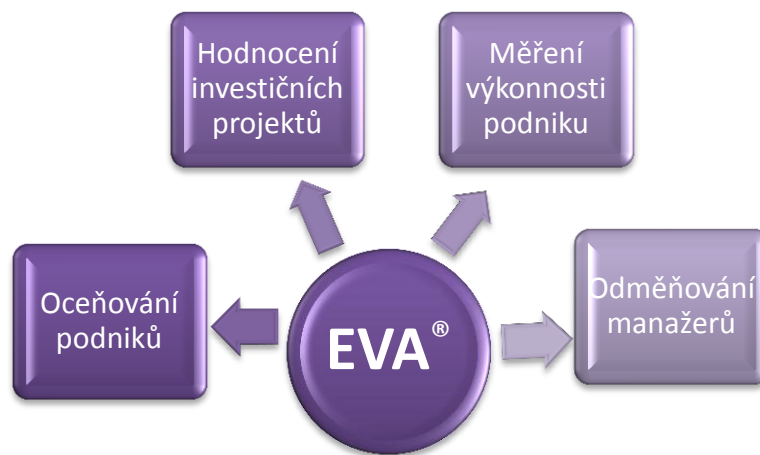 Hodnocení
investičních
projektů
Měření
výkonnosti
podniku
Oceňování
podniků
EVA®
Odměňování
manažerů